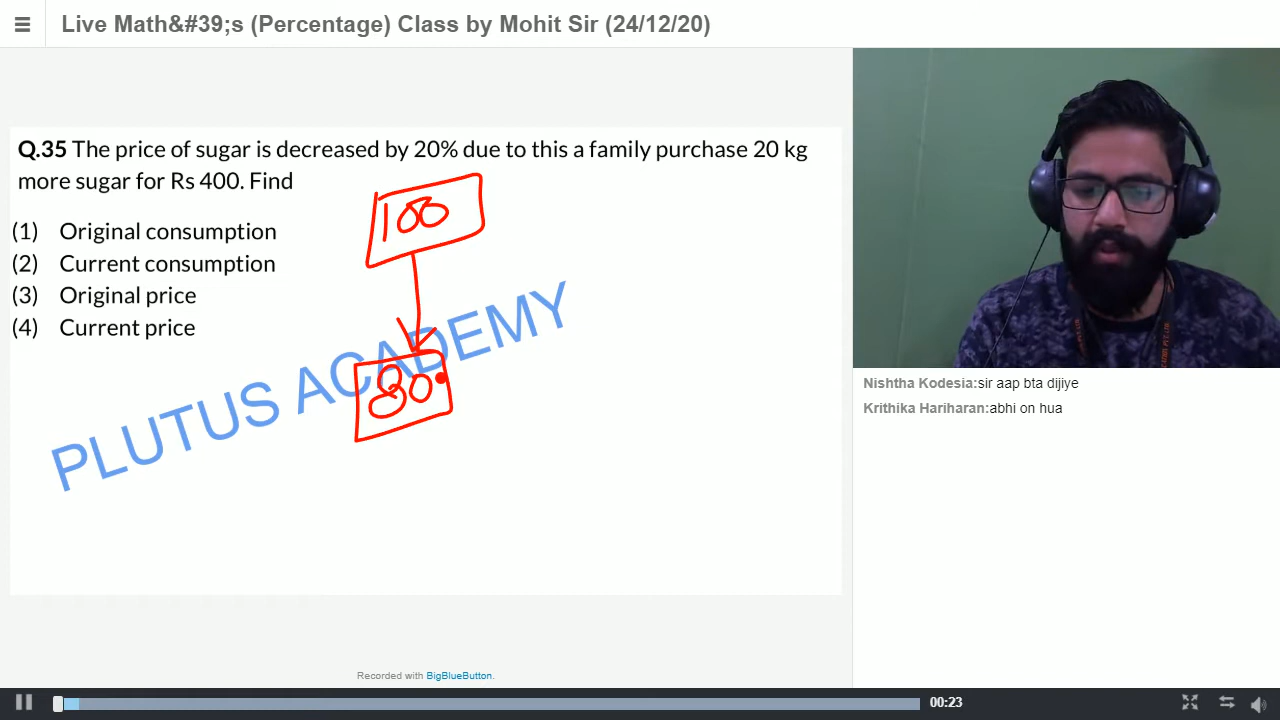 Live Math&#39;s (Percentage) Class by Mohit Sir (24/12/20)
Q.35 The price of sugar is decreased by 20% due to this a family purchase 20 kg
more sugar for Rs 400. Find
100
(1) Original consumption
(2) Current consumption
(3) Original price
(4) Current price
80
PLUTUS ACADEMY
Nishtha Kodesia:sir aap bta dijiye
Krithika Hariharan:abhi on hua
Recorded with BigBlueButton.
00:23